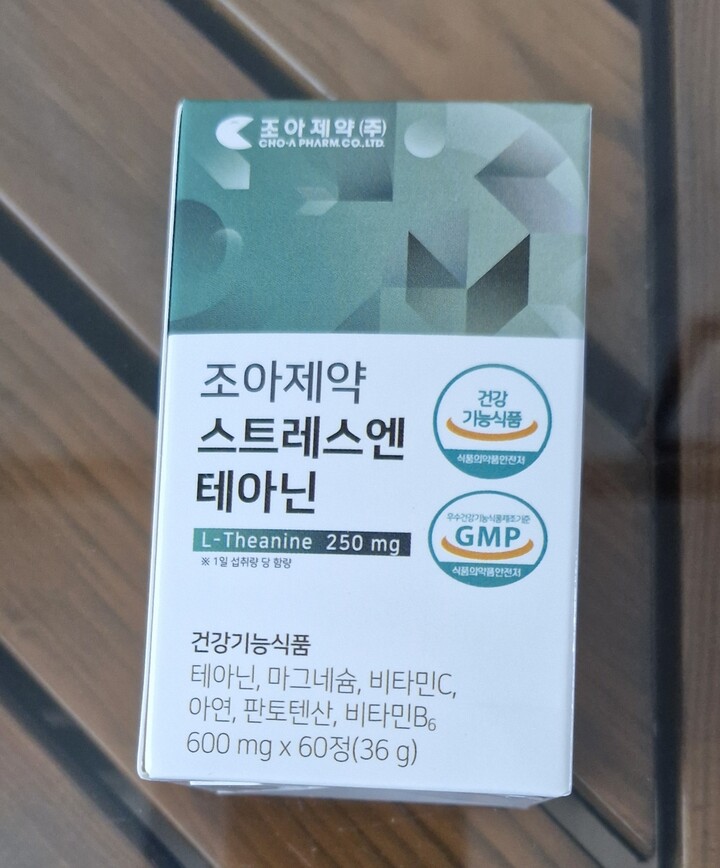 조아제약(주)
CHO-A PHARM.CO.,LTD.
조아제약
스트레스엔
테아닌
L-Theanine 250 mg
※ 1일 섭취량 당 함량
건강
기능식품
식품의약품안전처
우수건강기능식품제조기준
GMP
식품의약품안전처
건강기능식품
테아닌, 마그네슘, 비타민C,
아연, 판토텐산, 비타민B₆
600 mg x 60정(36 g)